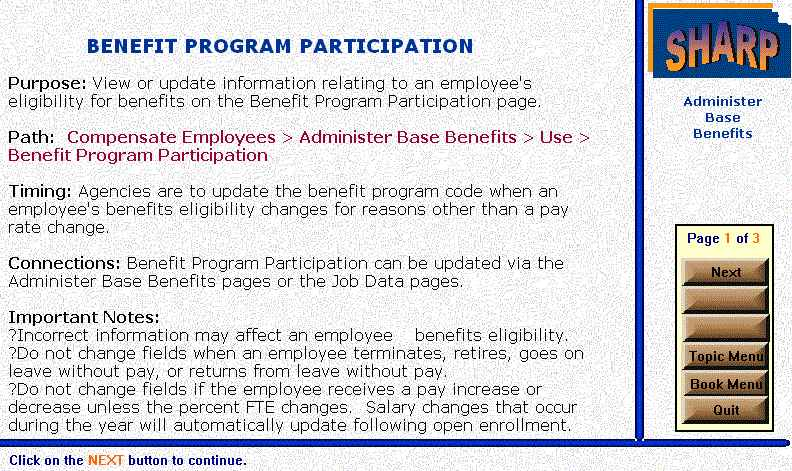 BENEFIT PROGRAM PARTICIPATION
Purpose: View or update information relating to an employee's
eligibility for benefits on the Benefit Program Participation page.
Path:  Compensate Employees > Administer Base Benefits > Use >
Benefit Program Participation
Timing: Agencies are to update the benefit program code when an
employee's benefits eligibility changes for reasons other than a pay
rate change.
Connections: Benefit Program Participation can be updated via the
Administer Base Benefits pages or the Job Data pages.
Important Notes:
?Incorrect information may affect an employee    benefits eligibility.
?Do not change fields when an employee terminates, retires, goes on
leave without pay, or returns from leave without pay.
?Do not change fields if the employee receives a pay increase or
decrease unless the percent FTE changes.  Salary changes that occur
during the year will automatically update following open enrollment.
SHARP
Administer
Base
Benefits
Page 1 of 3
Next
Topic Menu
Book Menu
Quit
Click on the NEXT button to continue.